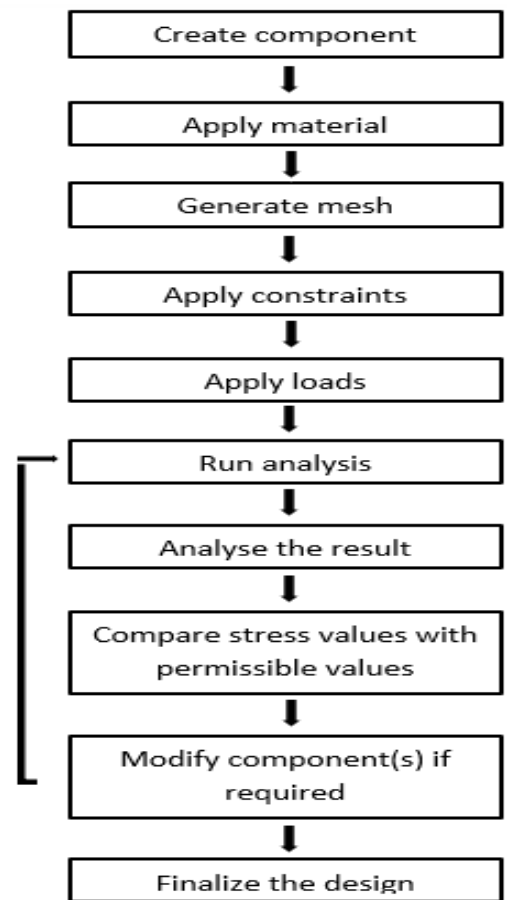 Create component
Apply material
Generate mesh
Apply constraints
Apply loads
Run analysis
Analyse the result
Compare stress values with
permissible values
Modify component(s) if
required
Finalize the design